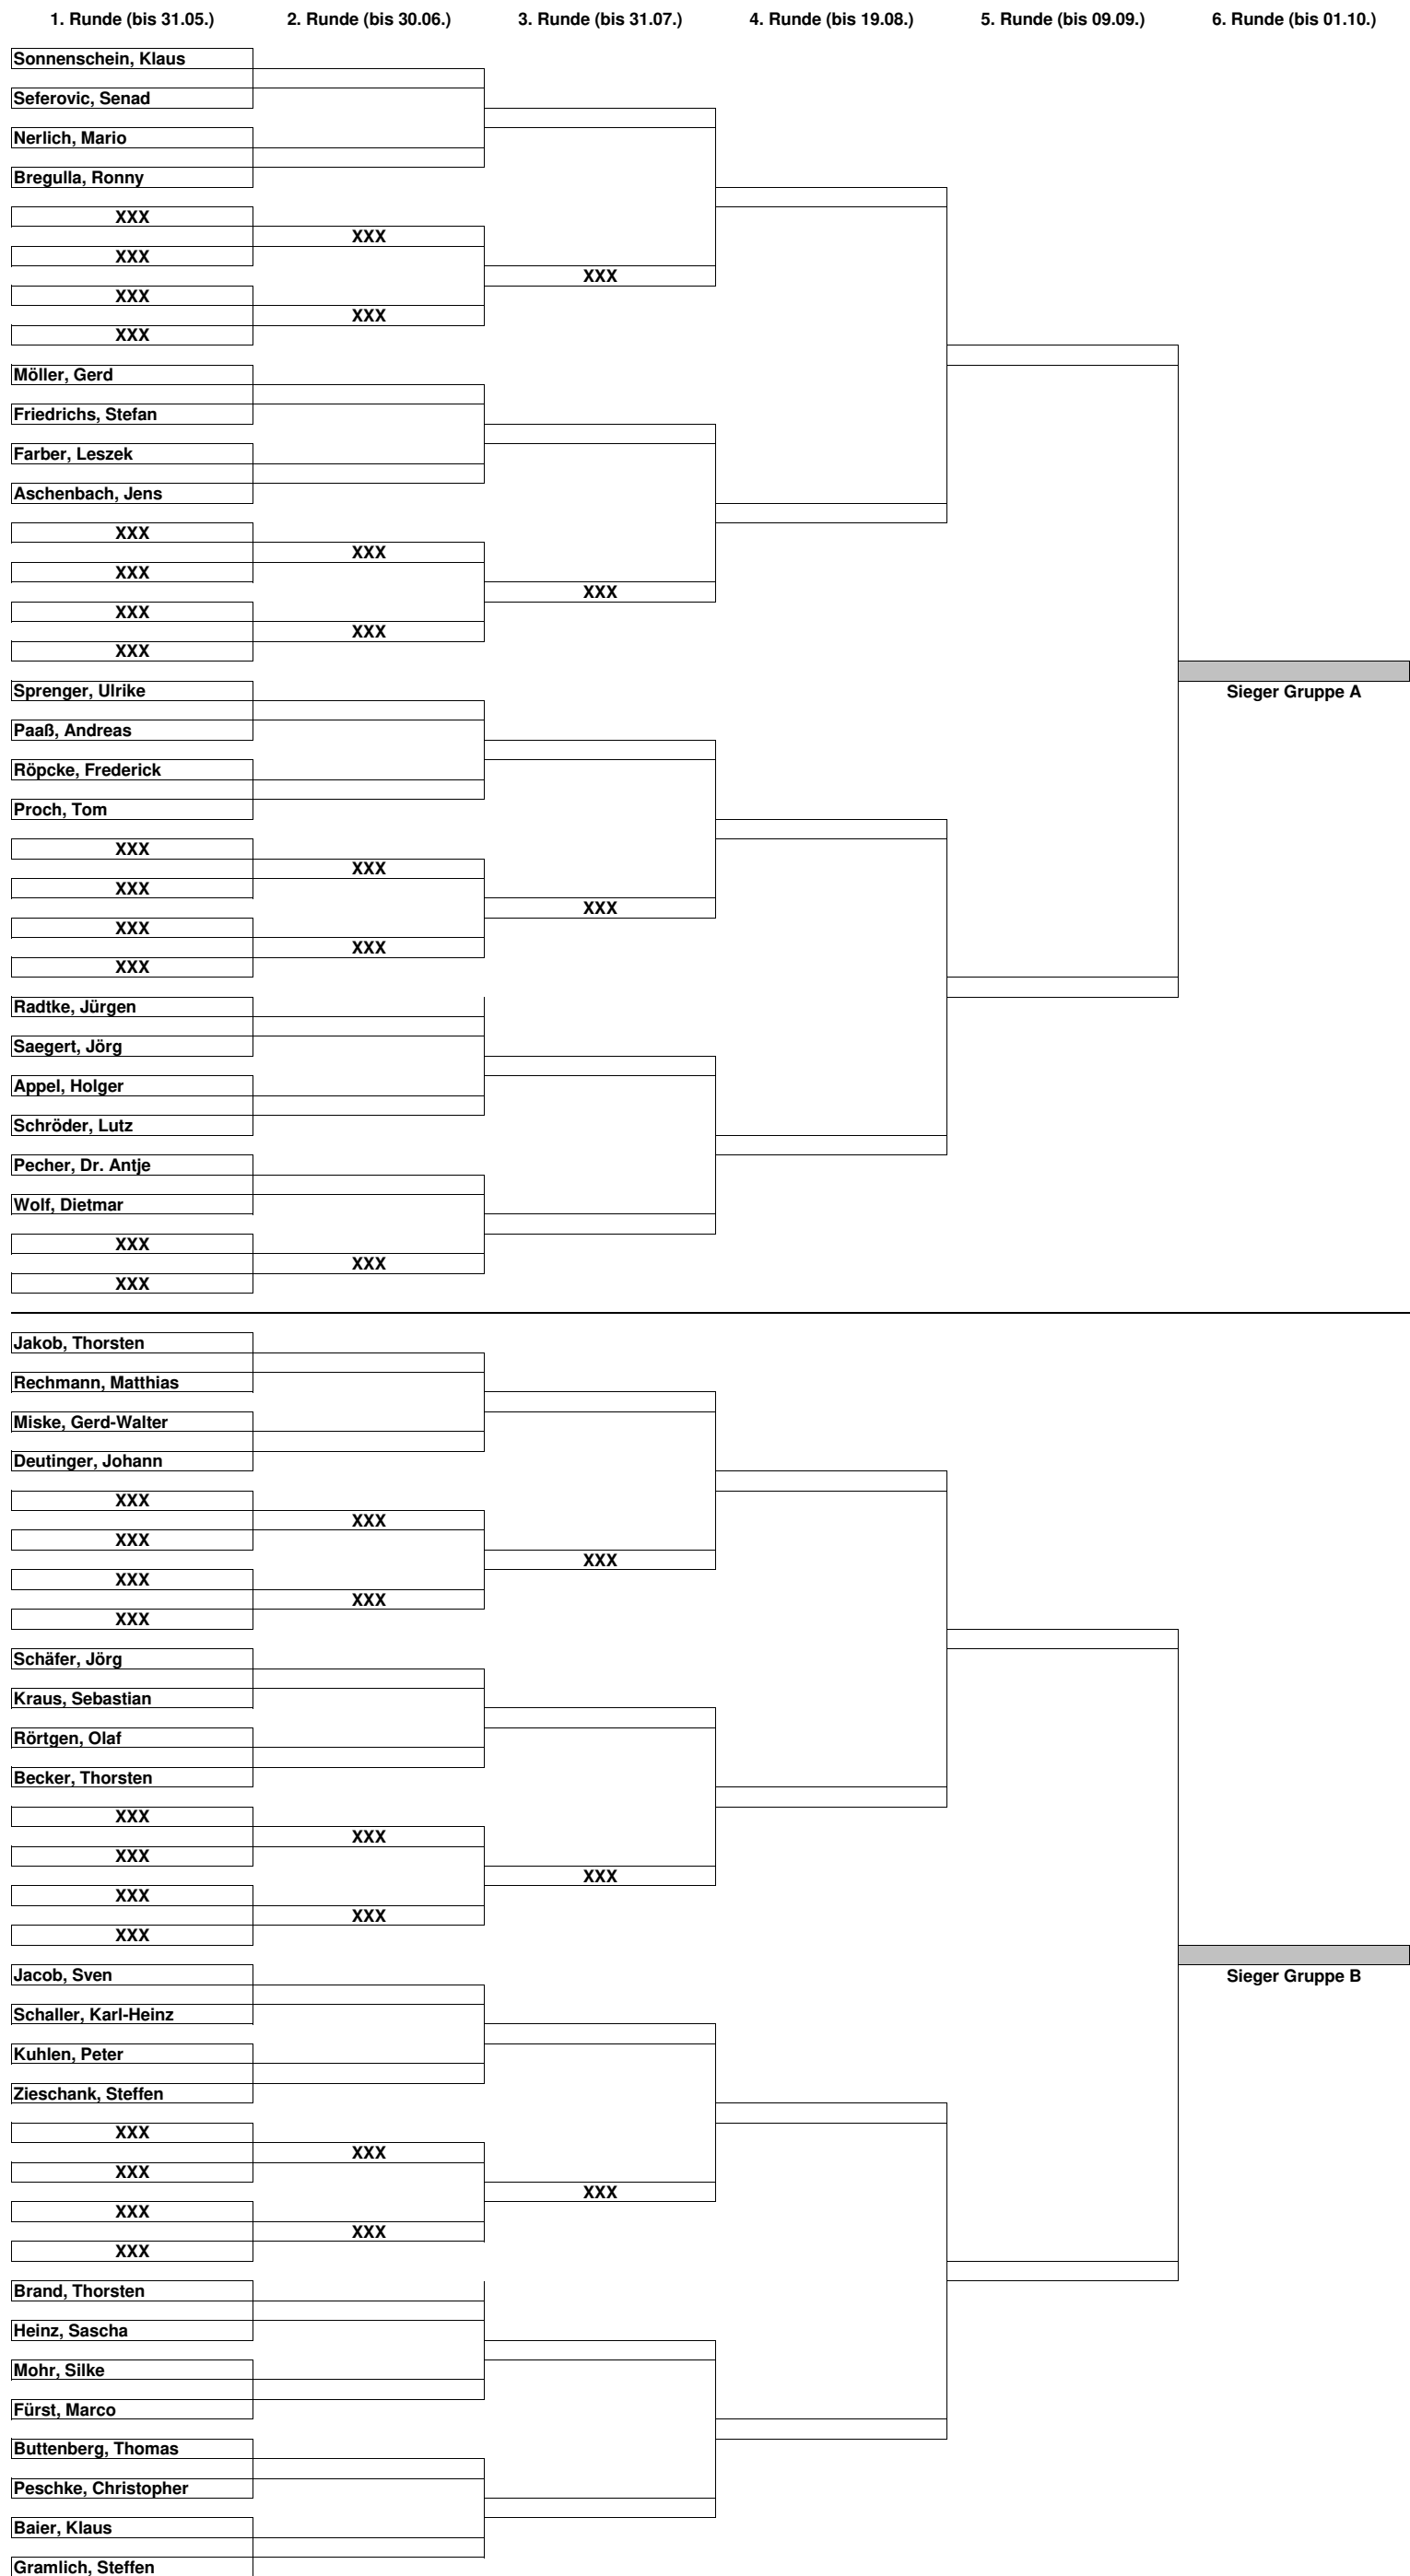 1. Runde (bis 31.05.) 2. Runde (bis 30.06.) 3. Runde (bis 31.07.) 4. Runde (bis 19.08.) 5. Runde (bis 09.09.) 6. Runde (bis 01.10.)
Sonnenschein, Klaus
Seferovic, Senad
Nerlich, Mario
Bregulla, Ronny
XXX
XXX
XXX
XXX
XXX
XXX
XXX
Möller, Gerd
Friedrichs, Stefan
Farber, Leszek
Aschenbach, Jens
XXX
XXX
XXX
XXX
XXX
XXX
XXX
Sprenger, Ulrike
Sieger Gruppe A
Paaß, Andreas
Röpcke, Frederick
Proch, Tom
XXX
XXX
XXX
XXX
XXX
XXX
XXX
Radtke, Jürgen
Saegert, Jörg
Appel, Holger
Schröder, Lutz
Pecher, Dr. Antje
Wolf, Dietmar
XXX
XXX
XXX
Jakob, Thorsten
Rechmann, Matthias
Miske, Gerd-Walter
Deutinger, Johann
XXX
XXX
XXX
XXX
XXX
XXX
XXX
Schäfer, Jörg
Kraus, Sebastian
Rörtgen, Olaf
Becker, Thorsten
XXX
XXX
XXX
XXX
XXX
XXX
XXX
Jacob, Sven
Sieger Gruppe B
Schaller, Karl-Heinz
Kuhlen, Peter
Zieschank, Steffen
XXX
XXX
XXX
XXX
XXX
XXX
XXX
Brand, Thorsten
Heinz, Sascha
Mohr, Silke
Fürst, Marco
Buttenberg, Thomas
Peschke, Christopher
Baier, Klaus
Gramlich, Steffen